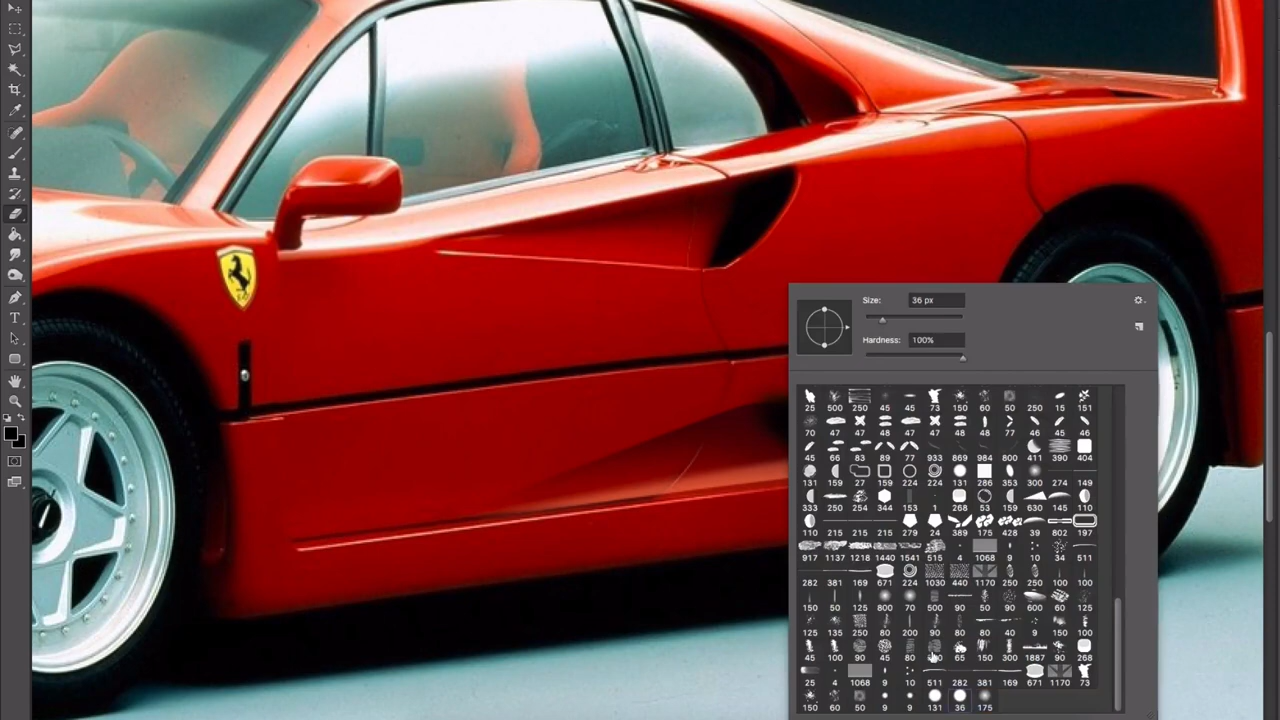 Size: 36 px
Hardness: 100%
25 500 250 45 45 73 150 60 50 250 15 151
70 47 47 48 47 47 48 48 77 46 45 46
45 66 83 89 77 933 869 984 800 411 390 404
131 159 27 159 224 224 131 286 353 300 274 149
333 250 254 344 153 1 268 53 159 630 145 110
110 215 215 215 279 24 389 175 428 39 802 197
917 1137 1218 1440 1541 515 4 1068 9 10 34 511
282 381 169 671 224 1030 440 1170 250 250 100 100
150 50 125 800 70 500 90 50 90 600 60 125
125 135 250 80 200 90 80 80 40 9 150 100
45 100 90 45 80 65 150 300 1887 90 268
25 4 1068 9 10 511 282 381 169 671 1170 73
150 60 50 9 9 131 36 175